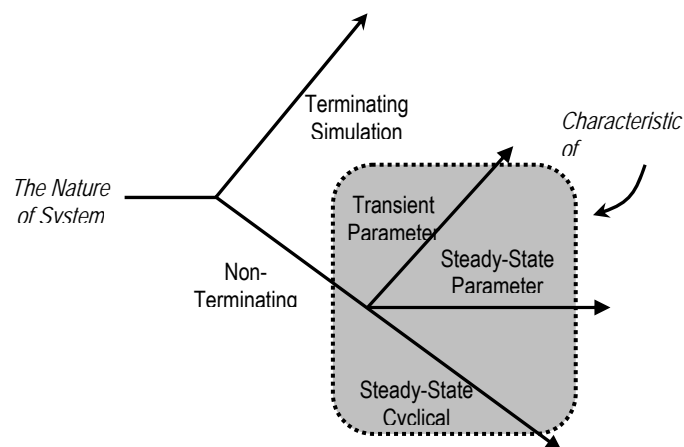 Terminating
Simulation
Characteristic
of
The Nature
of System
Transient
Parameter
Steady-State
Parameter
Non-
Terminating
Steady-State
Cyclical